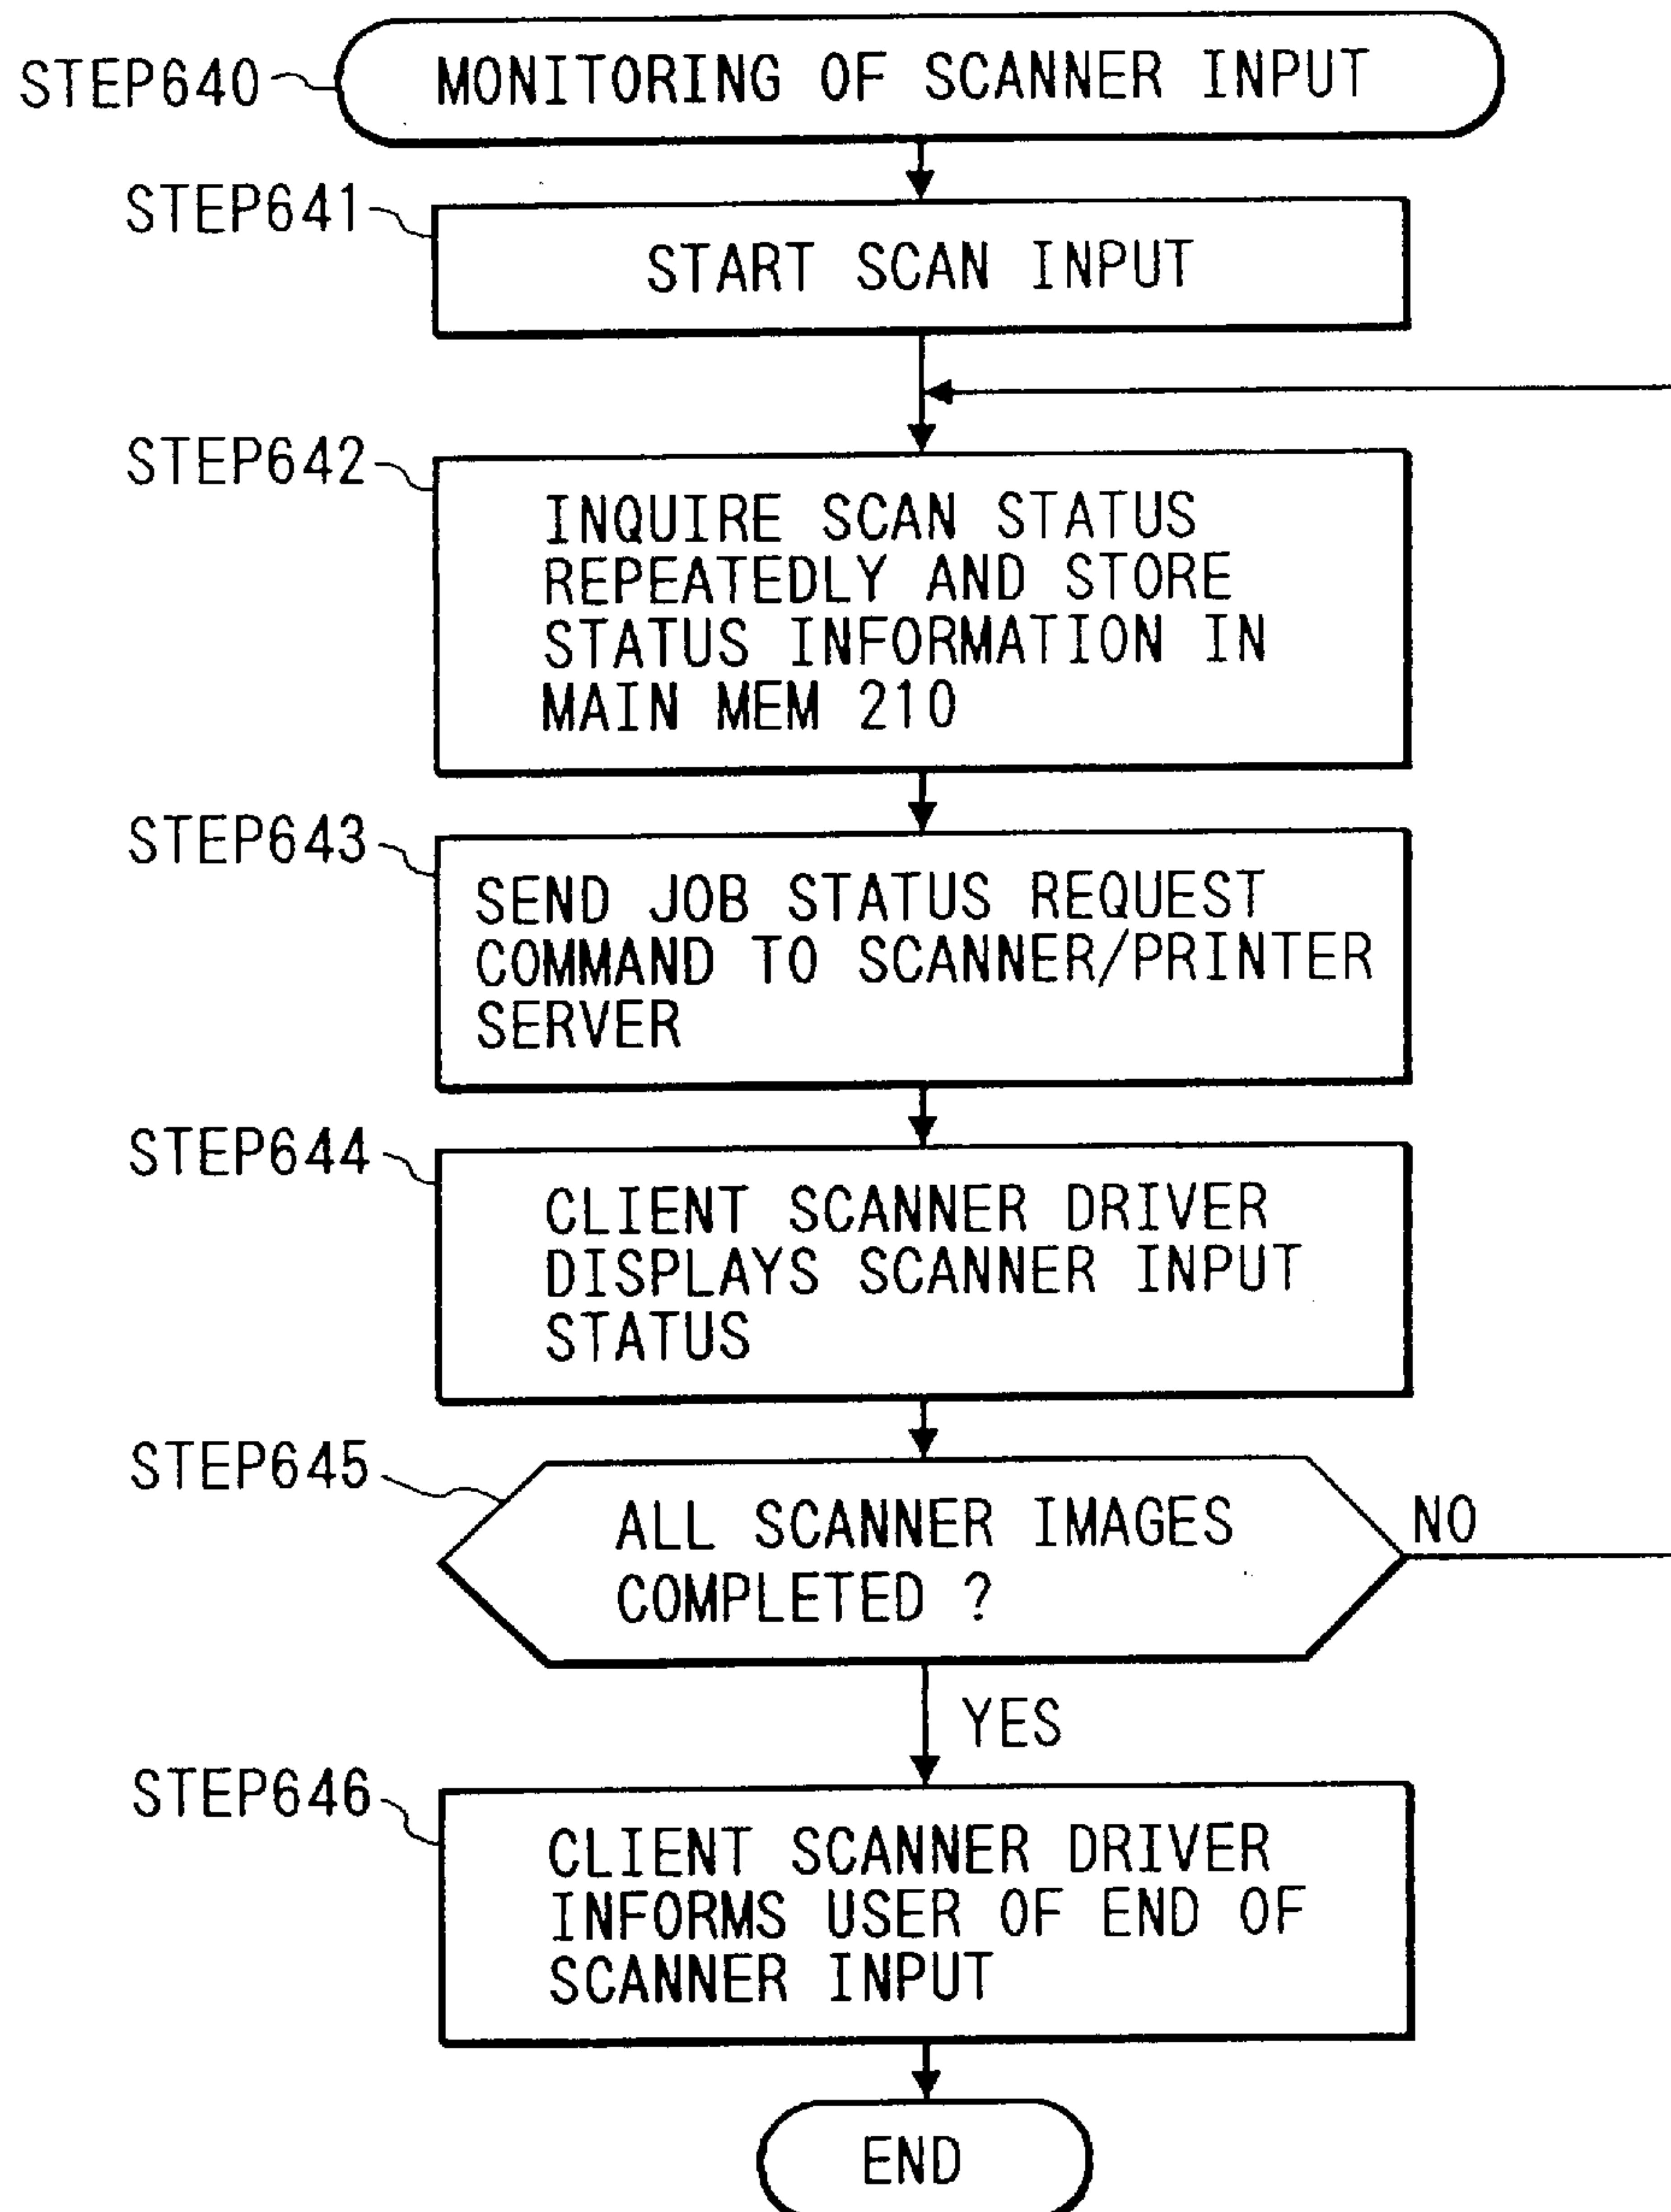 STEP640
MONITORING OF SCANNER INPUT
STEP641
START SCAN INPUT
STEP642
INQUIRE SCAN STATUS
REPEATEDLY AND STORE
STATUS INFORMATION IN
MAIN MEM 210
STEP643
SEND JOB STATUS REQUEST
COMMAND TO SCANNER/PRINTER
SERVER
STEP644
CLIENT SCANNER DRIVER
DISPLAYS SCANNER INPUT
STATUS
STEP645
ALL SCANNER IMAGES
COMPLETED ?
NO
YES
STEP646
CLIENT SCANNER DRIVER
INFORMS USER OF END OF
SCANNER INPUT
END